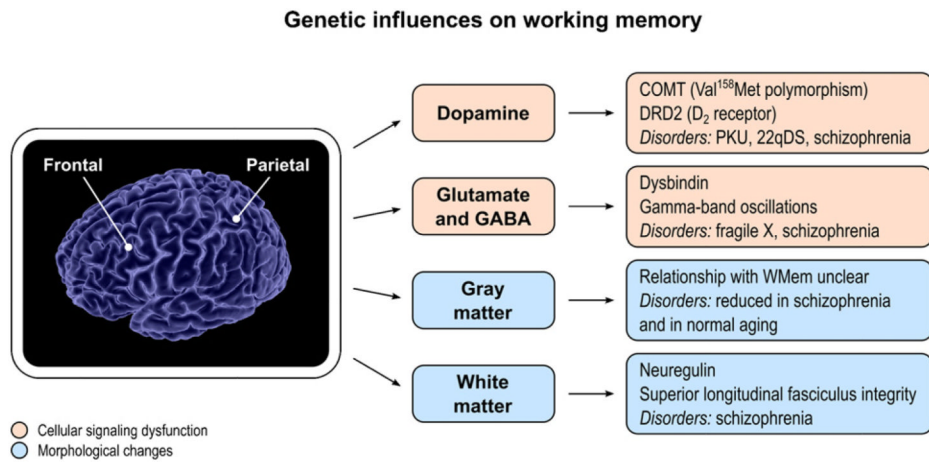 Genetic influences on working memory
Frontal
Parietal
Dopamine
COMT (Val¹⁵⁸Met polymorphism)
DRD2 (D₂ receptor)
Disorders: PKU, 22qDS, schizophrenia
Glutamate
and GABA
Dysbindin
Gamma-band oscillations
Disorders: fragile X, schizophrenia
Gray
matter
Relationship with WMem unclear
Disorders: reduced in schizophrenia
and in normal aging
White
matter
Neuregulin
Superior longitudinal fasciculus integrity
Disorders: schizophrenia
Cellular signaling dysfunction
Morphological changes